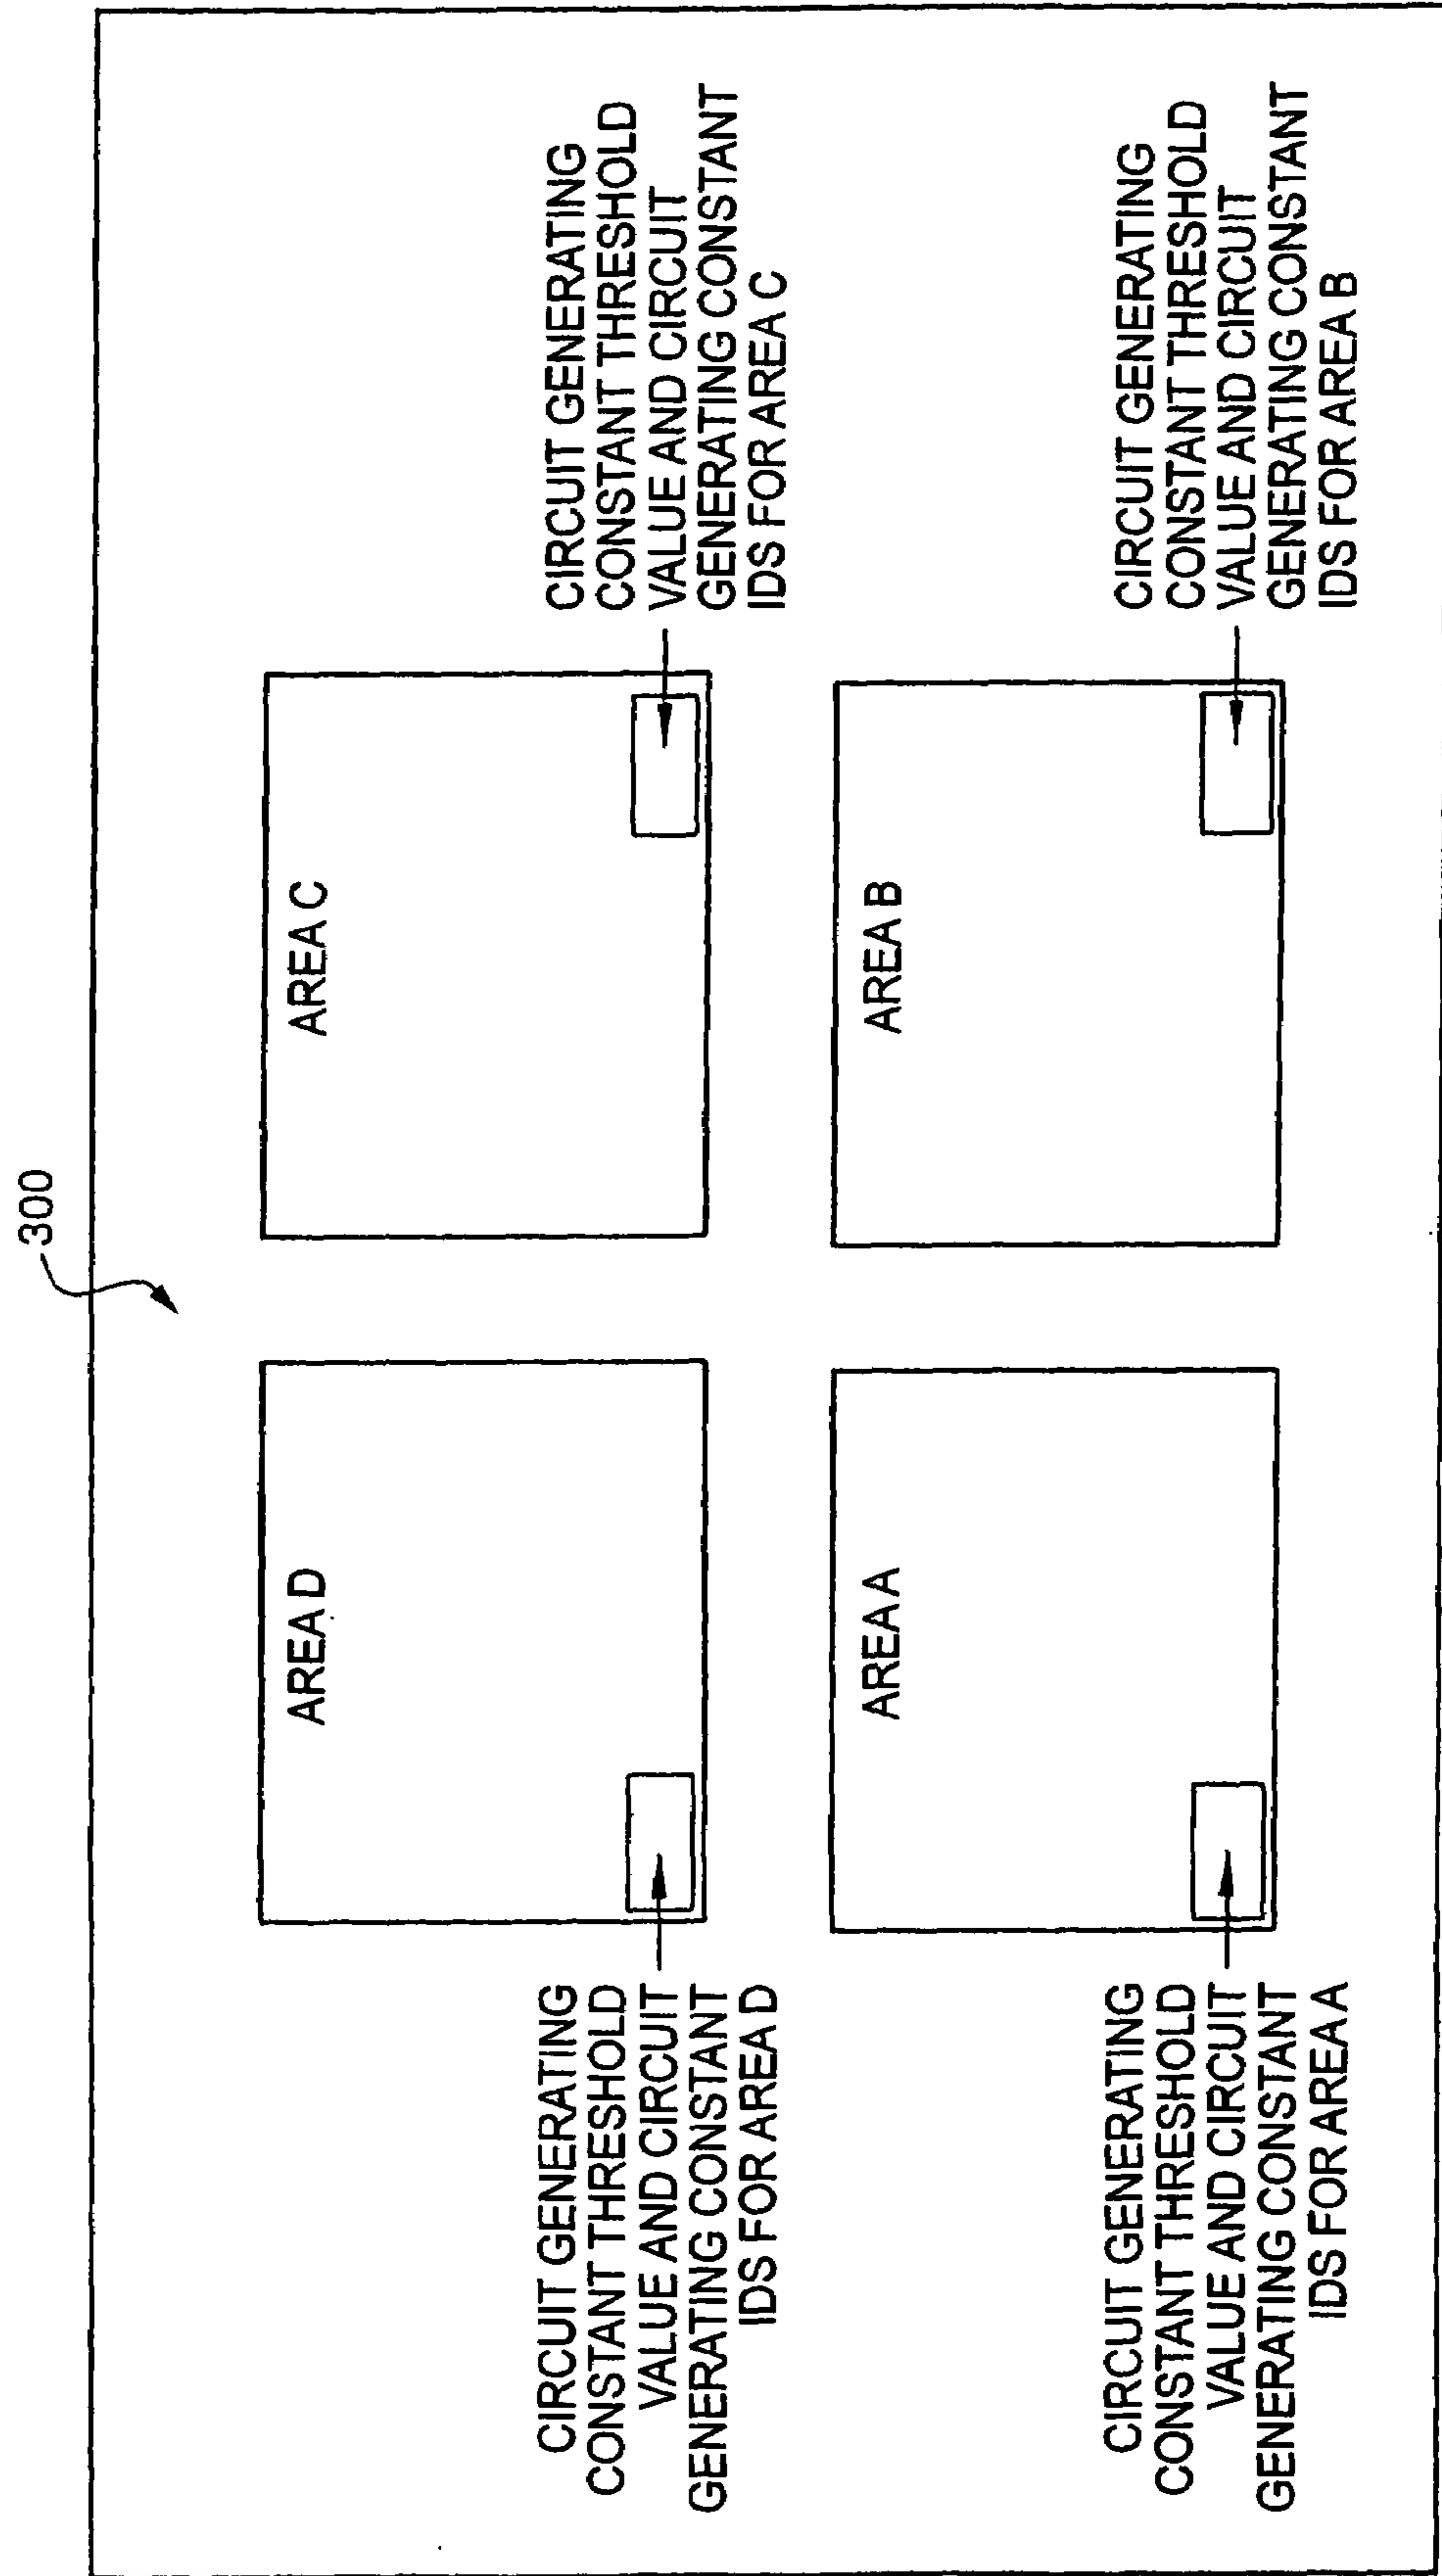 300
AREA D
AREA C
CIRCUIT GENERATING
CONSTANT THRESHOLD
VALUE AND CIRCUIT
GENERATING CONSTANT
IDS FOR AREA D
CIRCUIT GENERATING
CONSTANT THRESHOLD
VALUE AND CIRCUIT
GENERATING CONSTANT
IDS FOR AREA C
AREA A
AREA B
CIRCUIT GENERATING
CONSTANT THRESHOLD
VALUE AND CIRCUIT
GENERATING CONSTANT
IDS FOR AREA A
CIRCUIT GENERATING
CONSTANT THRESHOLD
VALUE AND CIRCUIT
GENERATING CONSTANT
IDS FOR AREA B